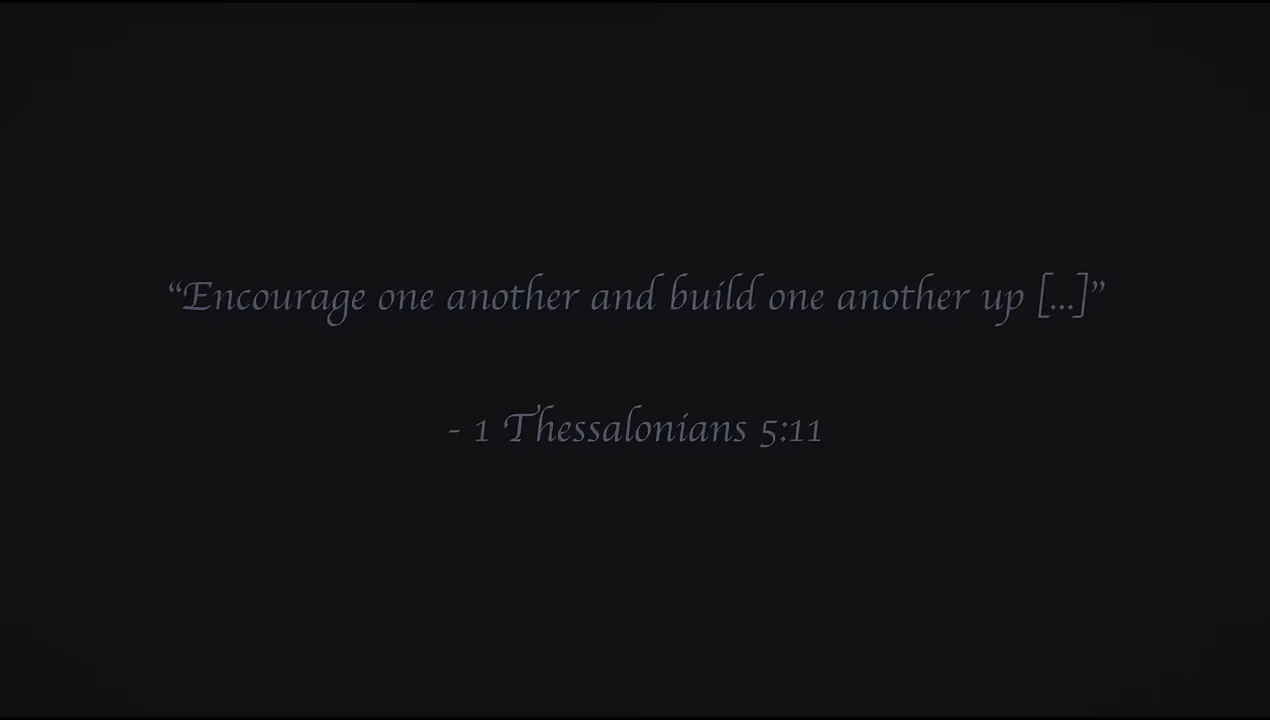 “Encourage one another and build one another up [...]”
- 1 Thessalonians 5:11